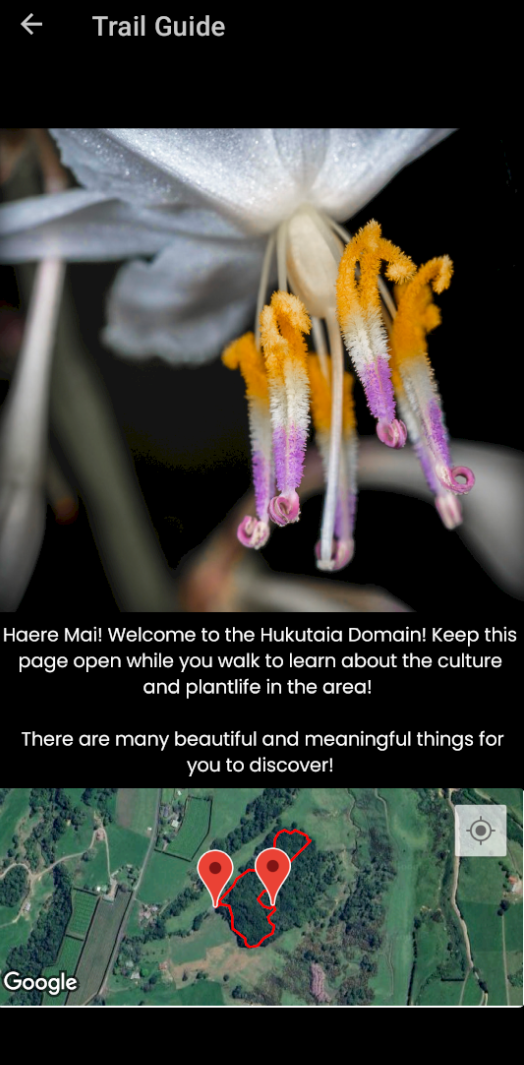 Trail Guide
Haere Mai! Welcome to the Hukutaia Domain! Keep this
page open while you walk to learn about the culture
and plantlife in the area!
There are many beautiful and meaningful things for
you to discover!
Google